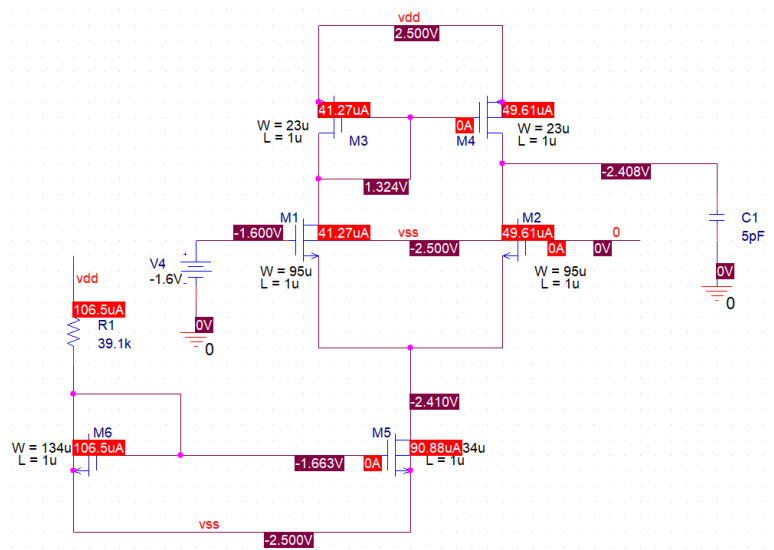 vdd
2.500V
41.27uA
49.61uA
W = 23u
L = 1u
M3
0A
M4
W = 23u
L = 1u
1.324V
-2.408V
C1
5pF
0V
0
M1
-1.600V
41.27uA
vss
-2.500V
M2
49.61uA
0A
0V
0
V4
-1.6V
W = 95u
L = 1u
W = 95u
L = 1u
0V
0
vdd
106.5uA
R1
39.1k
-2.410V
M6
W = 134u
L = 1u
106.5uA
-1.663V
0A
M5
90.88uA
34u
L = 1u
vss
-2.500V